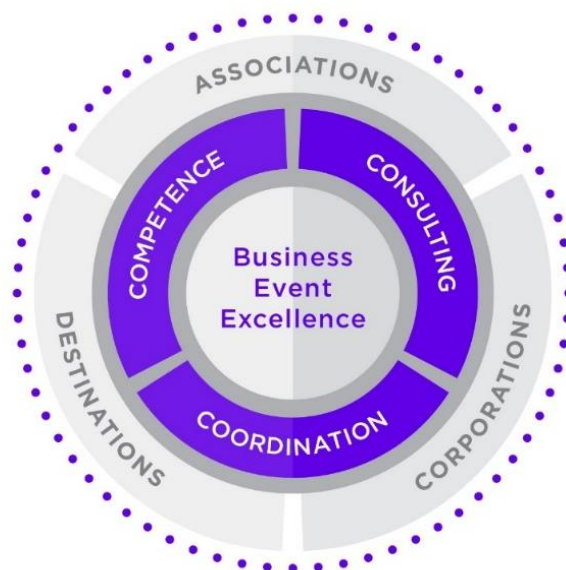 ASSOCIATIONS
COMPETENCE
CONSULTING
Business
Event
Excellence
DESTINATIONS
COORDINATION
CORPORATIONS